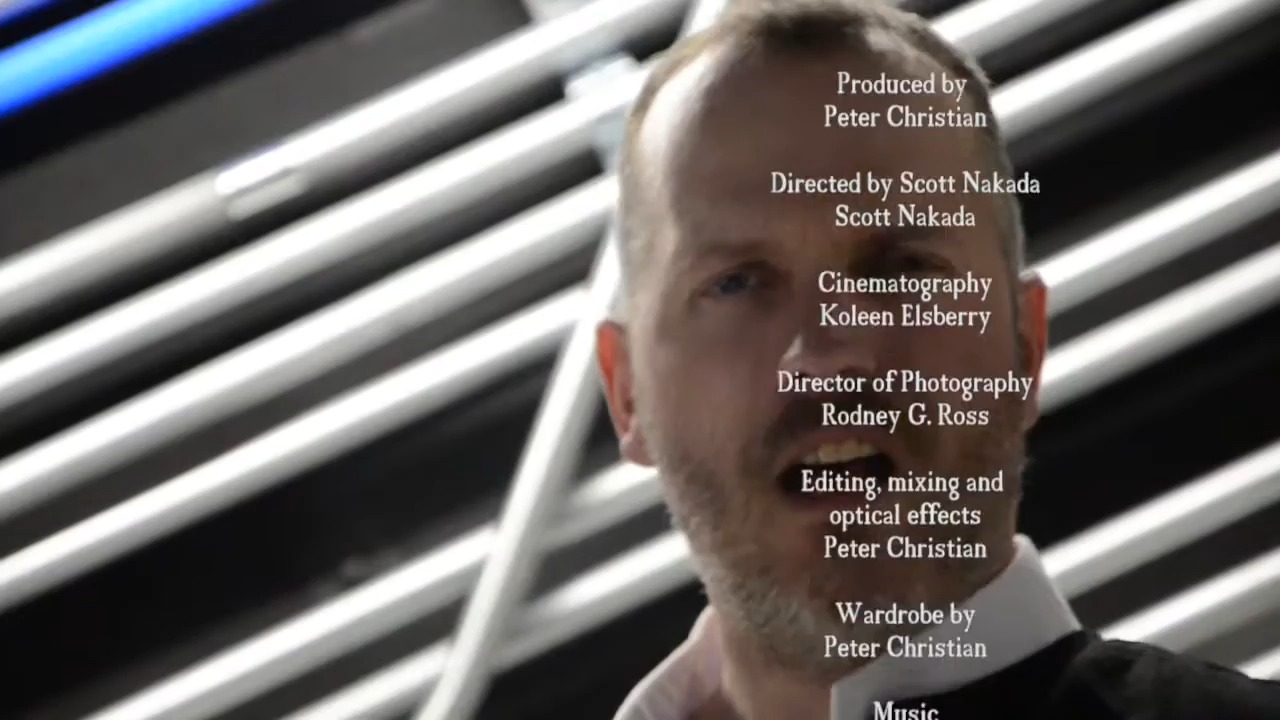 Produced by
Peter Christian
Directed by Scott Nakada
Scott Nakada
Cinematography
Koleen Elsberry
Director of Photography
Rodney G. Ross
Editing, mixing and
optical effects
Peter Christian
Wardrobe by
Peter Christian
Music